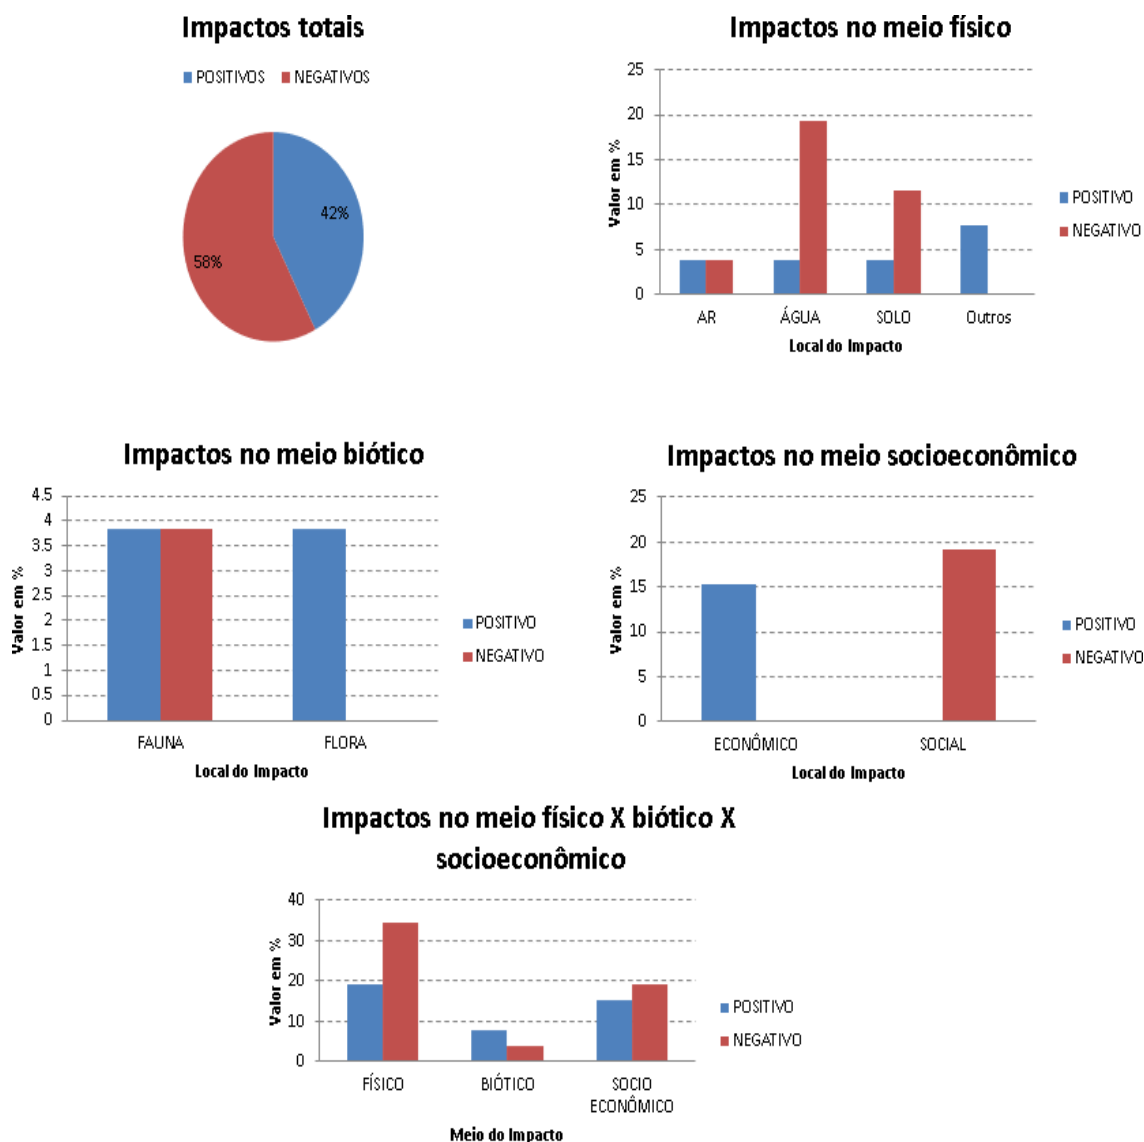 Impactos totais
POSITIVOS NEGATIVOS
42%
58%
Impactos no meio físico
25
20
15
10
5
0
Valor em %
AR ÁGUA SOLO Outros
Local do Impacto
POSITIVO
NEGATIVO
Impactos no meio biótico
4.5
4
3.5
3
2.5
2
1.5
1
0.5
0
Valor em %
FAUNA FLORA
Local do Impacto
POSITIVO
NEGATIVO
Impactos no meio socioeconômico
25
20
15
10
5
0
Valor em %
ECONÔMICO SOCIAL
Local do Impacto
POSITIVO
NEGATIVO
Impactos no meio físico X biótico X
socioeconômico
40
30
20
10
0
Valor em %
FÍSICO BIÓTICO SOCIO
ECONÔMICO
Meio do Impacto
POSITIVO
NEGATIVO